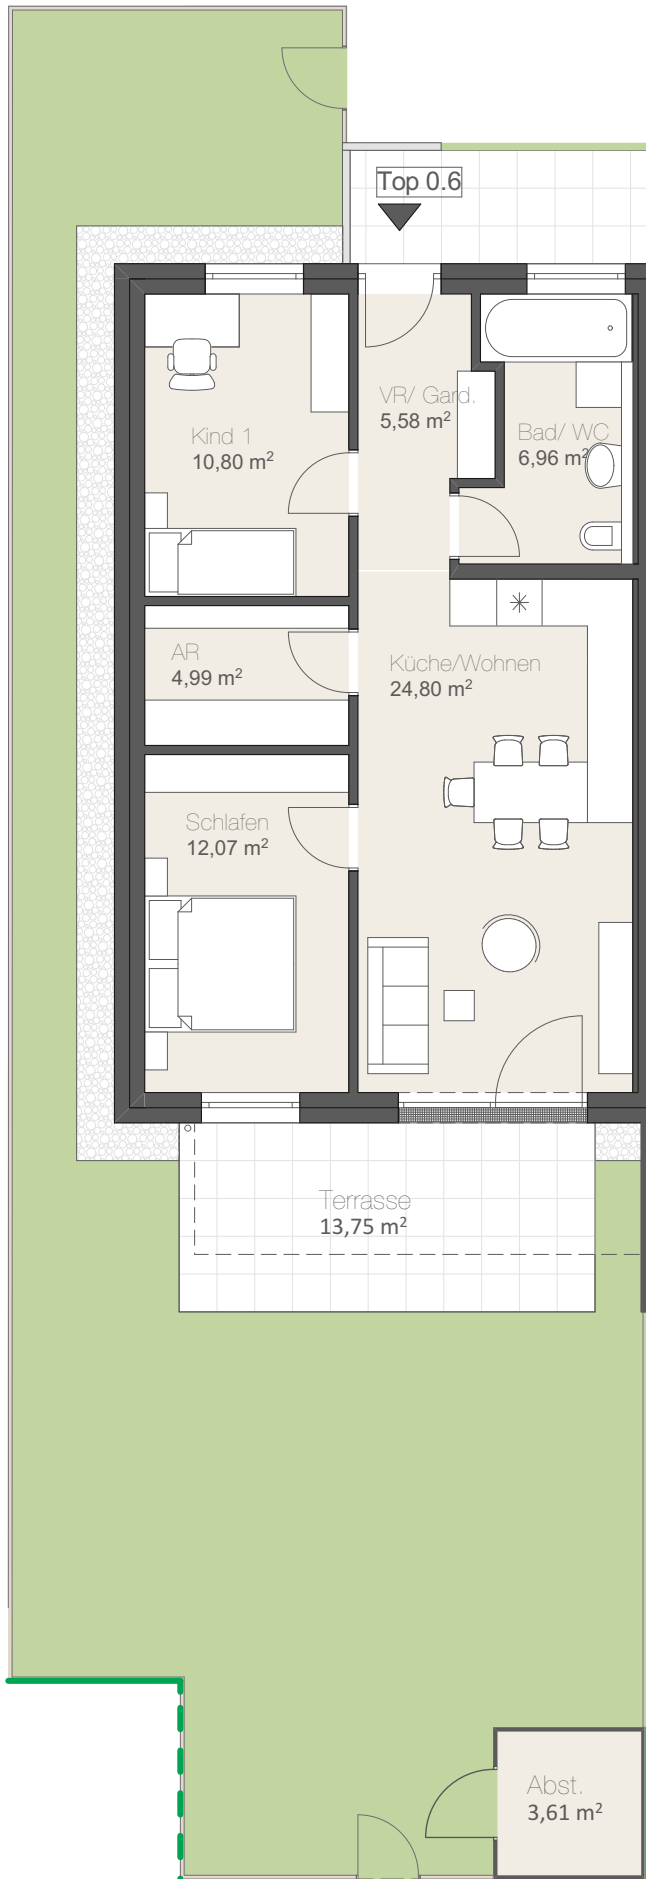 Top 0.6
VR/ Gard.
5,58 m²
Kind 1
10,80 m²
Bad/ WC
6,96 m²
AR
4,99 m²
Küche/Wohnen
24,80 m²
Schlafen
12,07 m²
Terrasse
13,75 m²
Abst.
3,61 m²